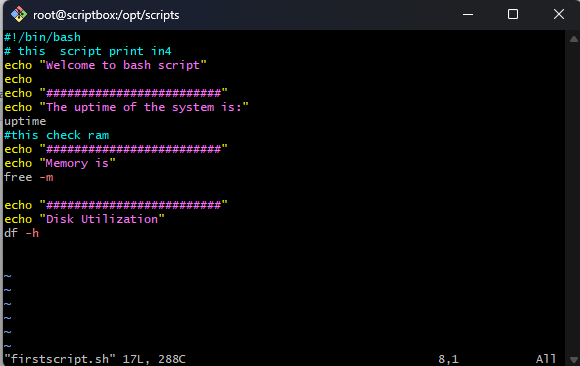 root@scriptbox:/opt/scripts
#!/bin/bash
# this  script print in4
echo "Welcome to bash script"
echo
echo "#########################"
echo "The uptime of the system is:"
uptime
#this check ram
echo "#########################"
echo "Memory is"
free -m
echo "#########################"
echo "Disk Utilization"
df -h
~
~
~
~
~
~
"firstscript.sh" 17L, 288C 8,1 All